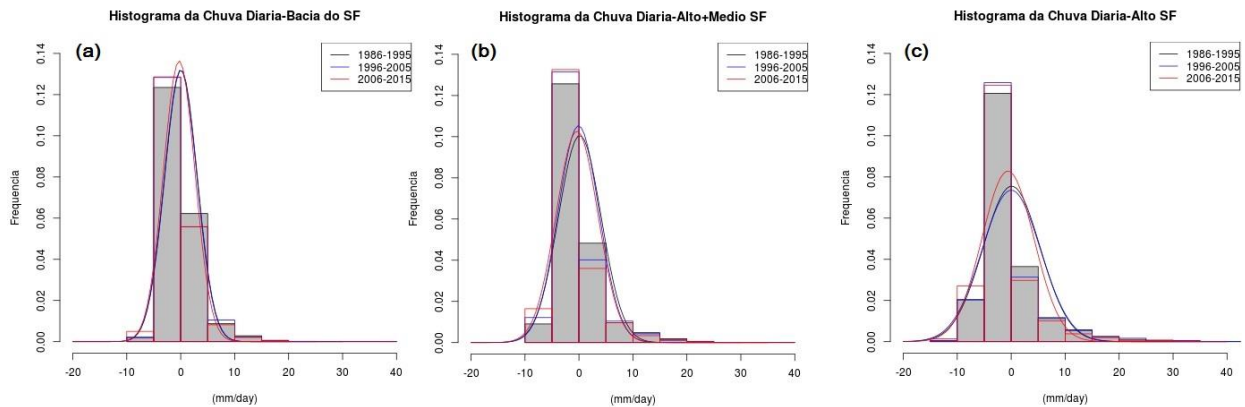 Histograma da Chuva Diaria-Bacia do SF
(a)
1986-1995
1996-2005
2006-2015
Frequencia
0.14
0.12
0.10
0.08
0.06
0.04
0.02
0.00
-20 -10 0 10 20 30 40
(mm/day)
Histograma da Chuva Diaria-Alto+Medio SF
(b)
1986-1995
1996-2005
2006-2015
Frequencia
0.14
0.12
0.10
0.08
0.06
0.04
0.02
0.00
-20 -10 0 10 20 30 40
(mm/day)
Histograma da Chuva Diaria-Alto SF
(c)
1986-1995
1996-2005
2006-2015
Frequencia
0.14
0.12
0.10
0.08
0.06
0.04
0.02
0.00
-20 -10 0 10 20 30 40
(mm/day)